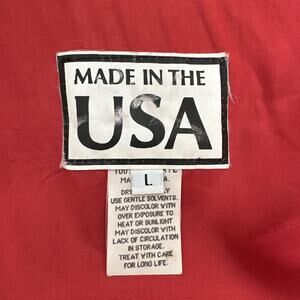 MADE IN THE
USA
L
USE GENTLE SOLVENTS.
MAY DISCOLOR WITH
OVER EXPOSURE TO
HEAT OR SUNLIGHT
MAY DISCOLOR WITH
LACK OF CIRCULATION
IN STORAGE.
TREAT WITH CARE
FOR LONG LIFE.